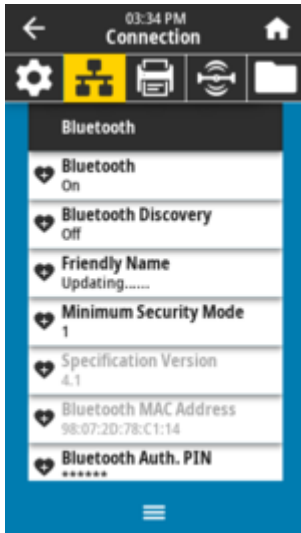 03:34 PM
Connection
Bluetooth
Bluetooth
On
Bluetooth Discovery
Off
Friendly Name
Updating......
Minimum Security Mode
1
Specification Version
4.1
Bluetooth MAC Address
98:07:2D:78:C1:14
Bluetooth Auth. PIN
******